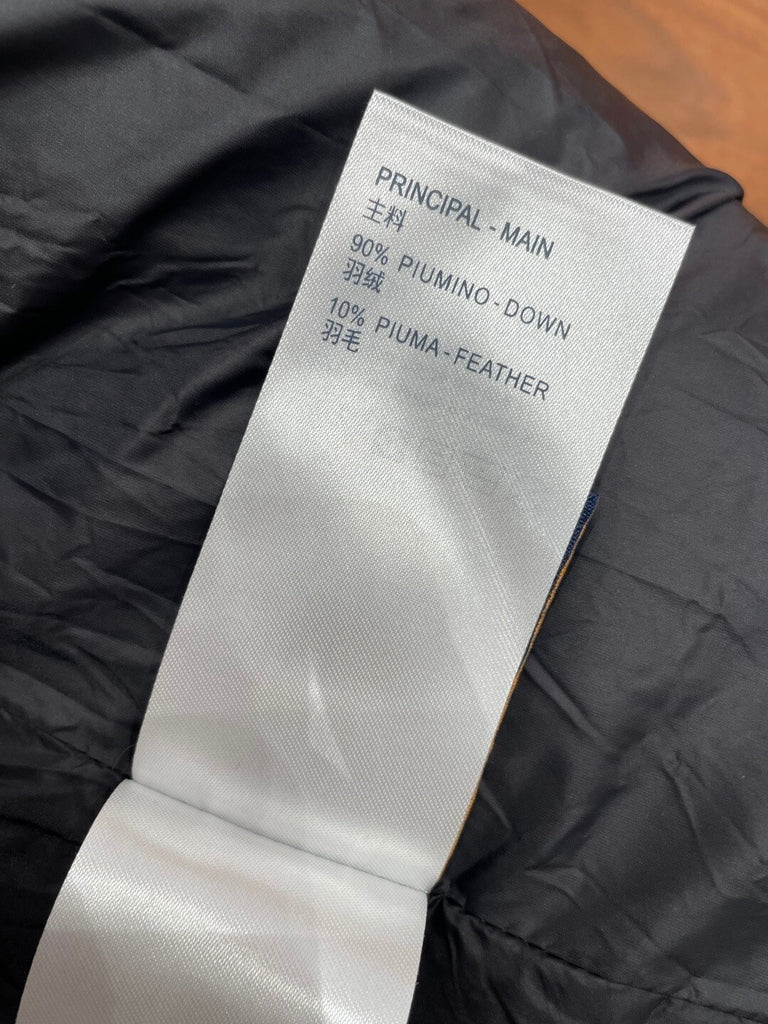 PRINCIPAL - MAIN
主料
90% PIUMINO - DOWN
羽绒
10% PIUMA - FEATHER
羽毛